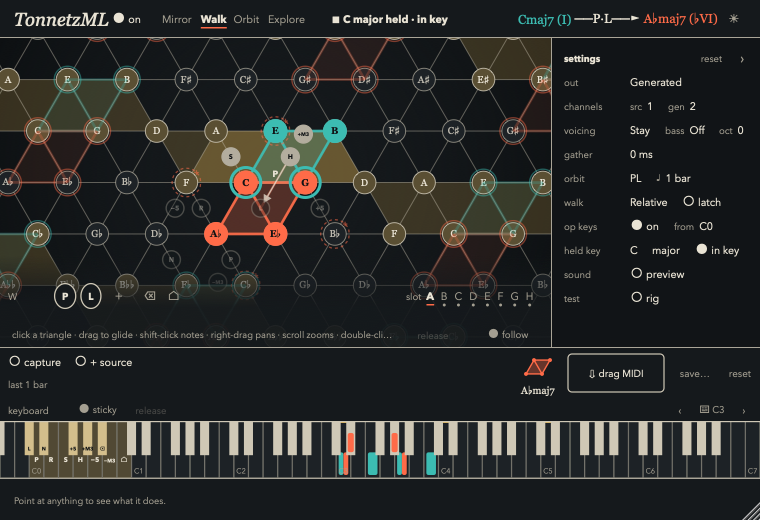 TonnetzML on Mirror Walk Orbit Explore ■ C major held · in key Cmaj7 (I) —P·L—► A♭maj7 (♭VI)
settings reset ›
out Generated
channels src 1 gen 2
voicing Stay bass Off oct 0
gather 0 ms
orbit PL ♩ 1 bar
walk Relative latch
op keys on from C0
held key C major in key
sound preview
test rig
A E B F♯ C♯ G♯ D♯ A♯ E♯ B♯
C G D A E B F♯ C♯ G♯
+M3
S H
P
A♭ E♭ B♭ F C G D A E B
-S R +S
C♭ G♭ D♭ A♭ E♭ B♭ F C G D
N P
A♭ F♭ C♭ B♭ F C G D A E B
W P L + slot A B C D E F G H
click a triangle · drag to glide · shift-click notes · right-drag pans · scroll zooms · double-cli… release follow
capture + source
last 1 bar
A♭maj7
⇩ drag MIDI save… reset
keyboard sticky release ‹ C3 ›
L N +S +M3
P R S H −S −M3
C0 C1 C2 C4 C5 C6 C7
Point at anything to see what it does.